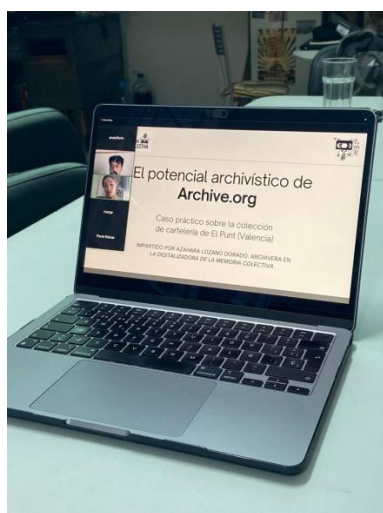 El potencial archivístico de
Archive.org
Caso práctico sobre la colección
de cartelería de El Punt (Valencia)
IMPARTIDO POR AZAHARA LOZANO DORADO, ARCHIVERA EN
LA DIGITALIZADORA DE LA MEMORIA COLECTIVA